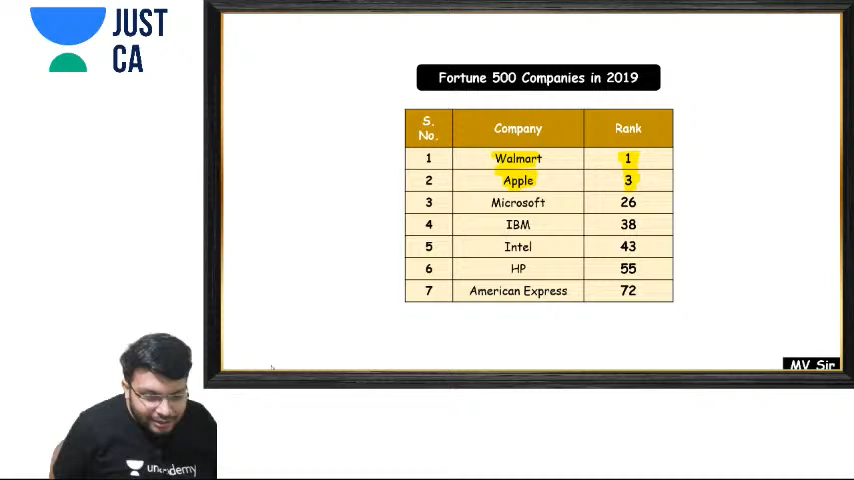 JUST
CA
Fortune 500 Companies in 2019
S. No. Company Rank
1 Walmart 1
2 Apple 3
3 Microsoft 26
4 IBM 38
5 Intel 43
6 HP 55
7 American Express 72
MV Sir
unacademy